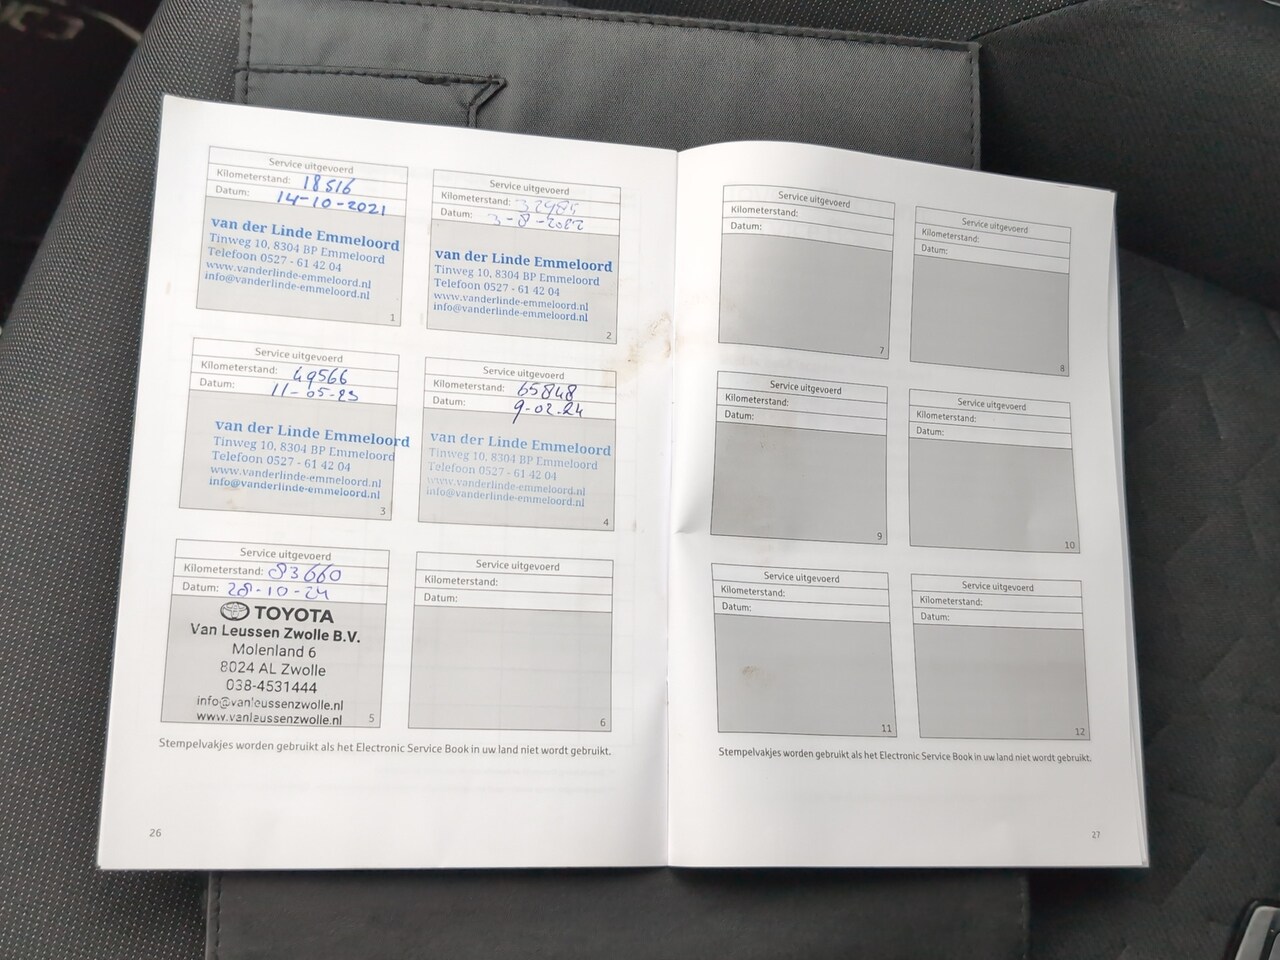 Service uitgevoerd
Kilometerstand: 18516
Datum: 14-10-2021
van der Linde Emmeloord
Tinweg 10, 8304 BP Emmeloord
Telefoon 0527 - 61 42 04
www.vanderlinde-emmeloord.nl
info@vanderlinde-emmeloord.nl
1
Service uitgevoerd
Kilometerstand:
Datum: 3-8-2022
van der Linde Emmeloord
Tinweg 10, 8304 BP Emmeloord
Telefoon 0527 - 61 42 04
www.vanderlinde-emmeloord.nl
info@vanderlinde-emmeloord.nl
2
Service uitgevoerd
Kilometerstand: 49566
Datum: 11-05-23
van der Linde Emmeloord
Tinweg 10, 8304 BP Emmeloord
Telefoon 0527 - 61 42 04
www.vanderlinde-emmeloord.nl
info@vanderlinde-emmeloord.nl
3
Service uitgevoerd
Kilometerstand: 65848
Datum: 9-02-24
van der Linde Emmeloord
Tinweg 10, 8304 BP Emmeloord
Telefoon 0527 - 61 42 04
www.vanderlinde-emmeloord.nl
info@vanderlinde-emmeloord.nl
4
Service uitgevoerd
Kilometerstand: 83660
Datum: 28-10-24
TOYOTA
Van Leussen Zwolle B.V.
Molenland 6
8024 AL Zwolle
038-4531444
info@vanleussenzwolle.nl
www.vanleussenzwolle.nl
5
Service uitgevoerd
Kilometerstand:
Datum:
6
Stempelvakjes worden gebruikt als het Electronic Service Book in uw land niet wordt gebruikt.
26
Service uitgevoerd
Kilometerstand:
Datum:
7
Service uitgevoerd
Kilometerstand:
Datum:
8
Service uitgevoerd
Kilometerstand:
Datum:
9
Service uitgevoerd
Kilometerstand:
Datum:
10
Service uitgevoerd
Kilometerstand:
Datum:
11
Service uitgevoerd
Kilometerstand:
Datum:
12
Stempelvakjes worden gebruikt als het Electronic Service Book in uw land niet wordt gebruikt.
27